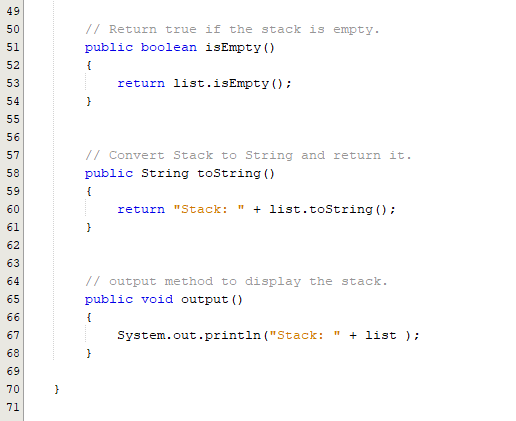 49
50 // Return true if the stack is empty.
51 public boolean isEmpty()
52 {
53 return list.isEmpty();
54 }
55
56
57 // Convert Stack to String and return it.
58 public String toString()
59 {
60 return "Stack: " + list.toString();
61 }
62
63
64 // output method to display the stack.
65 public void output()
66 {
67 System.out.println("Stack: " + list );
68 }
69
70 }
71